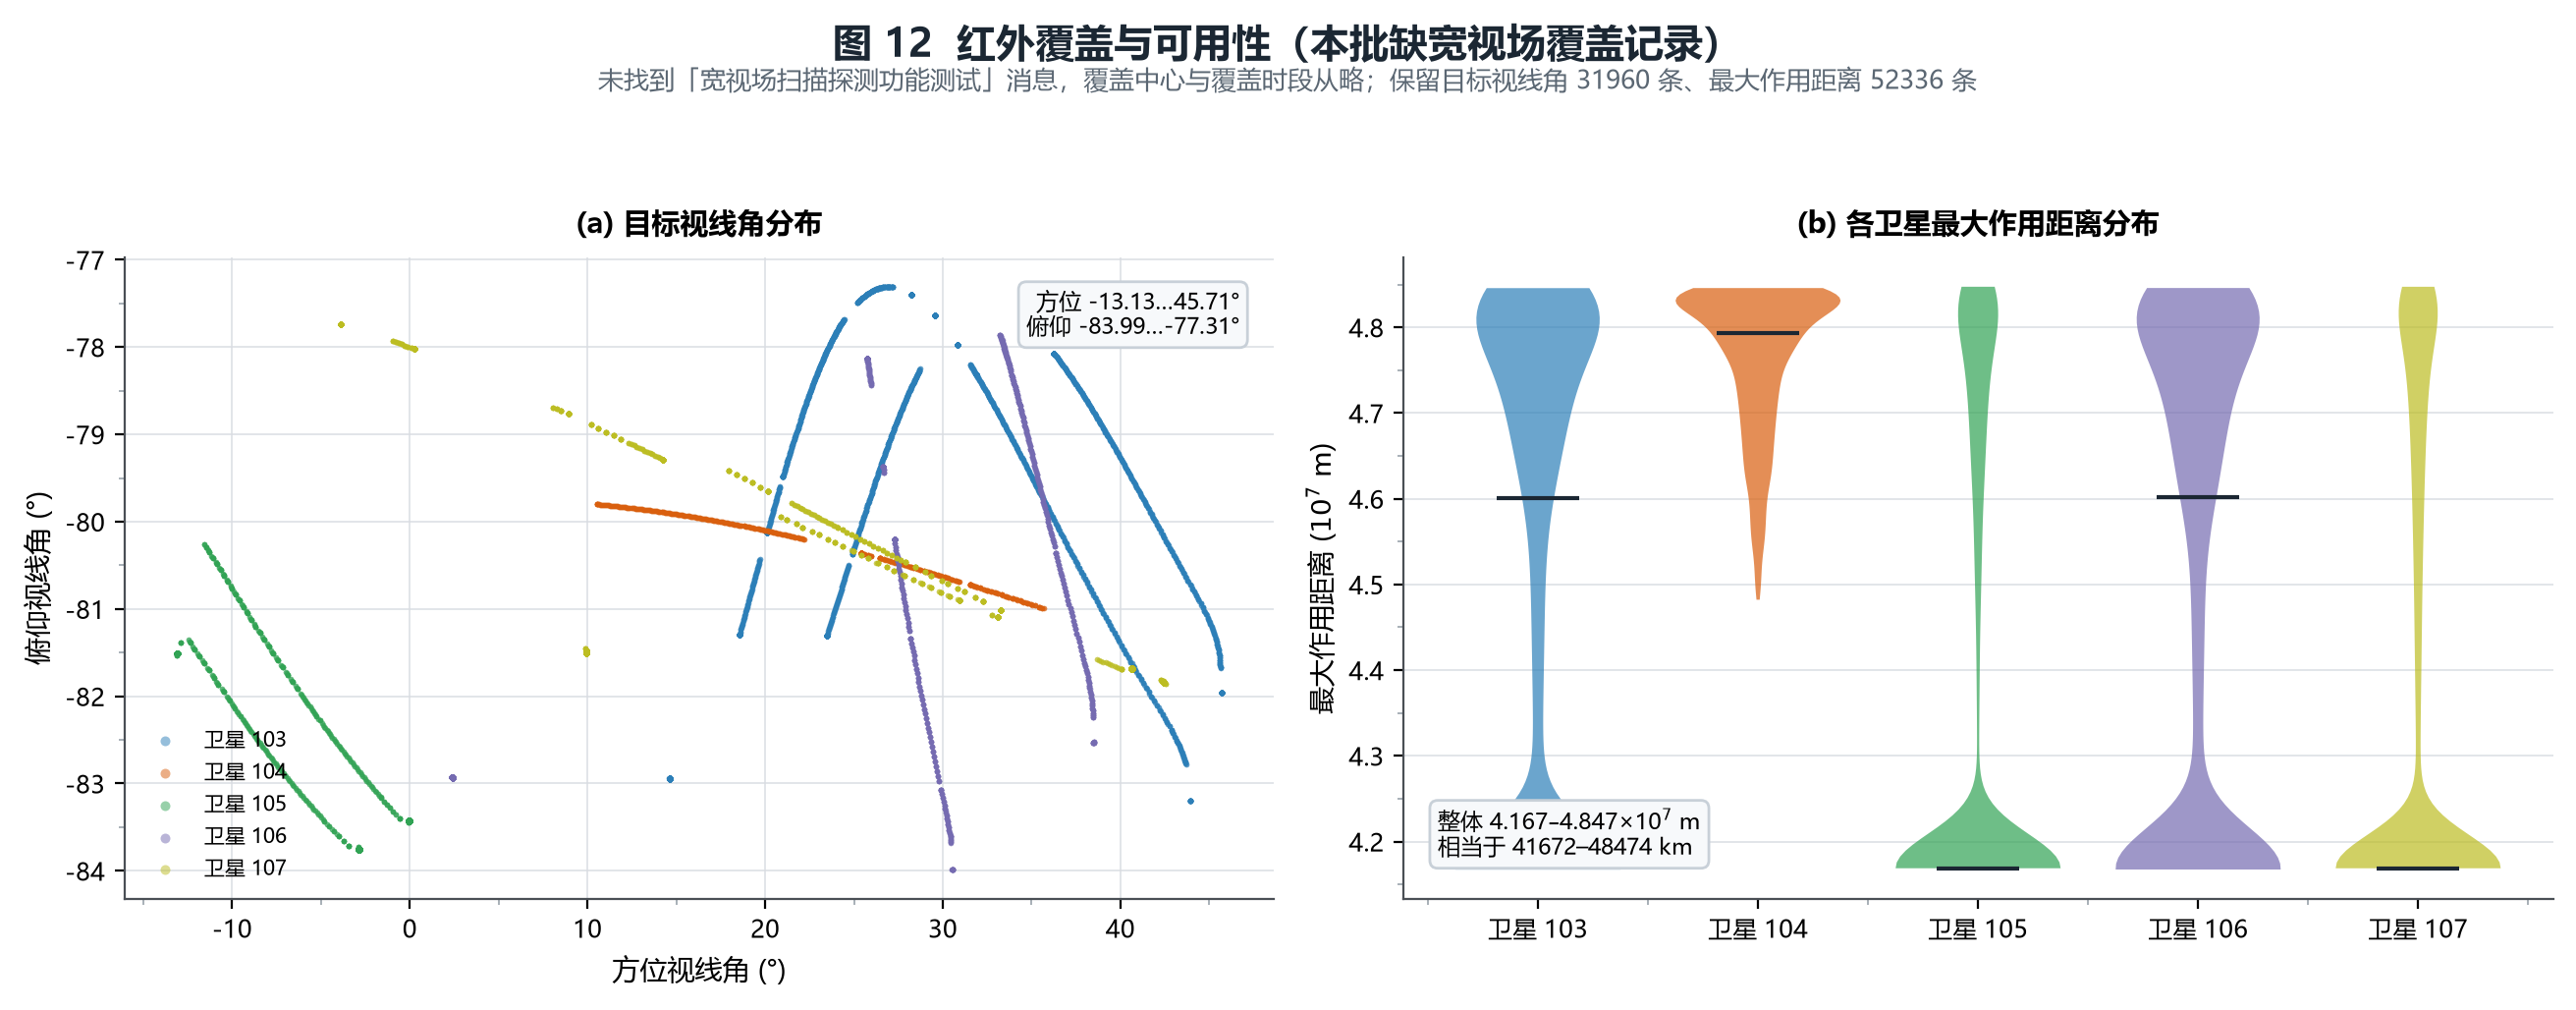 图 12 红外覆盖与可用性（本批缺宽视场覆盖记录）
未找到「宽视场扫描探测功能测试」消息，覆盖中心与覆盖时段从略；保留目标视线角 31960 条、最大作用距离 52336 条
(a) 目标视线角分布
俯仰视线角 (°)
-77
-78
-79
-80
-81
-82
-83
-84
方位 -13.13…45.71°
俯仰 -83.99…-77.31°
卫星 103
卫星 104
卫星 105
卫星 106
卫星 107
-10
0
10
20
30
40
方位视线角 (°)
(b) 各卫星最大作用距离分布
最大作用距离 (10⁷ m)
4.8
4.7
4.6
4.5
4.4
4.3
4.2
整体 4.167–4.847×10⁷ m
相当于 41672–48474 km
卫星 103
卫星 104
卫星 105
卫星 106
卫星 107